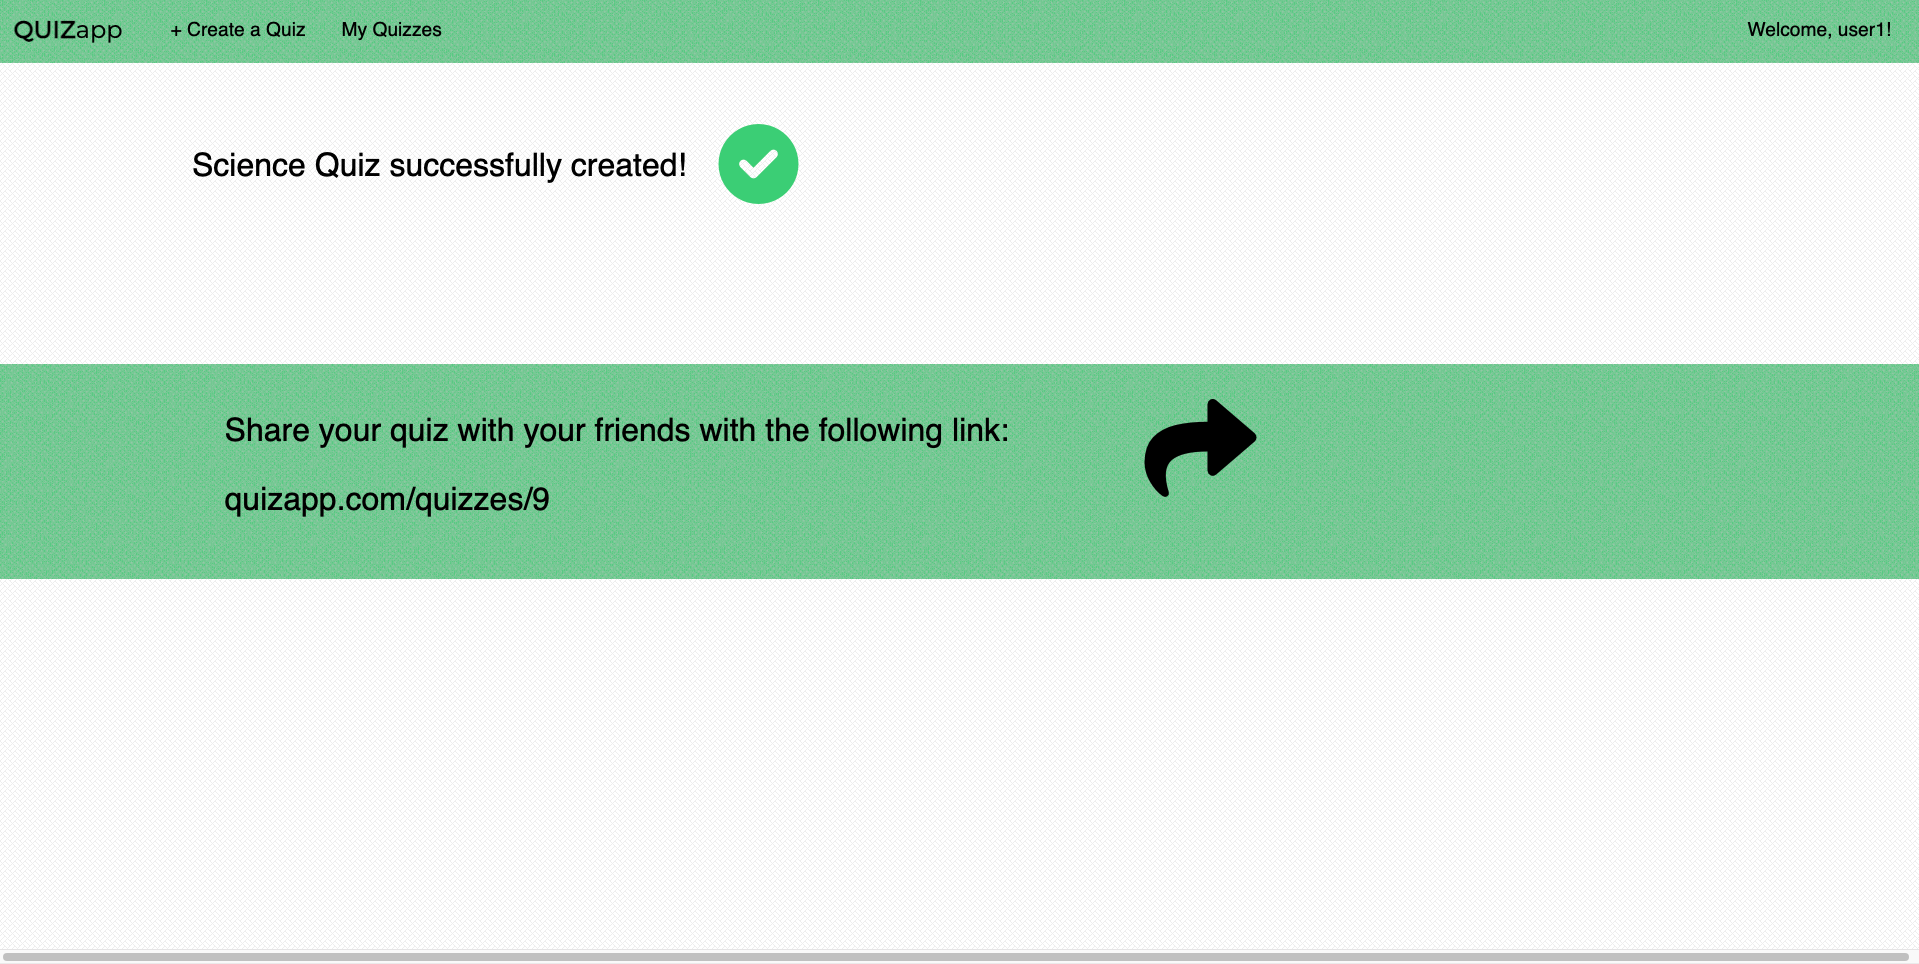 QUIZapp
+ Create a Quiz
My Quizzes
Welcome, user1!
Science Quiz successfully created!
Share your quiz with your friends with the following link:
quizapp.com/quizzes/9